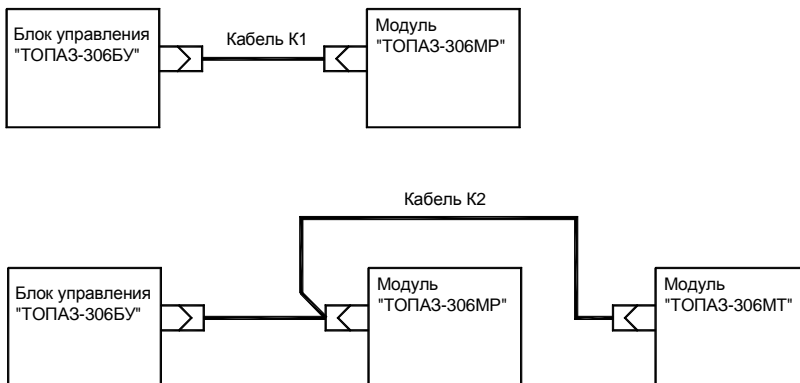 Блок управления
"ТОПАЗ-306БУ"
Кабель К1
Модуль
"ТОПАЗ-306МР"
Кабель К2
Блок управления
"ТОПАЗ-306БУ"
Модуль
"ТОПАЗ-306МР"
Модуль
"ТОПАЗ-306МТ"